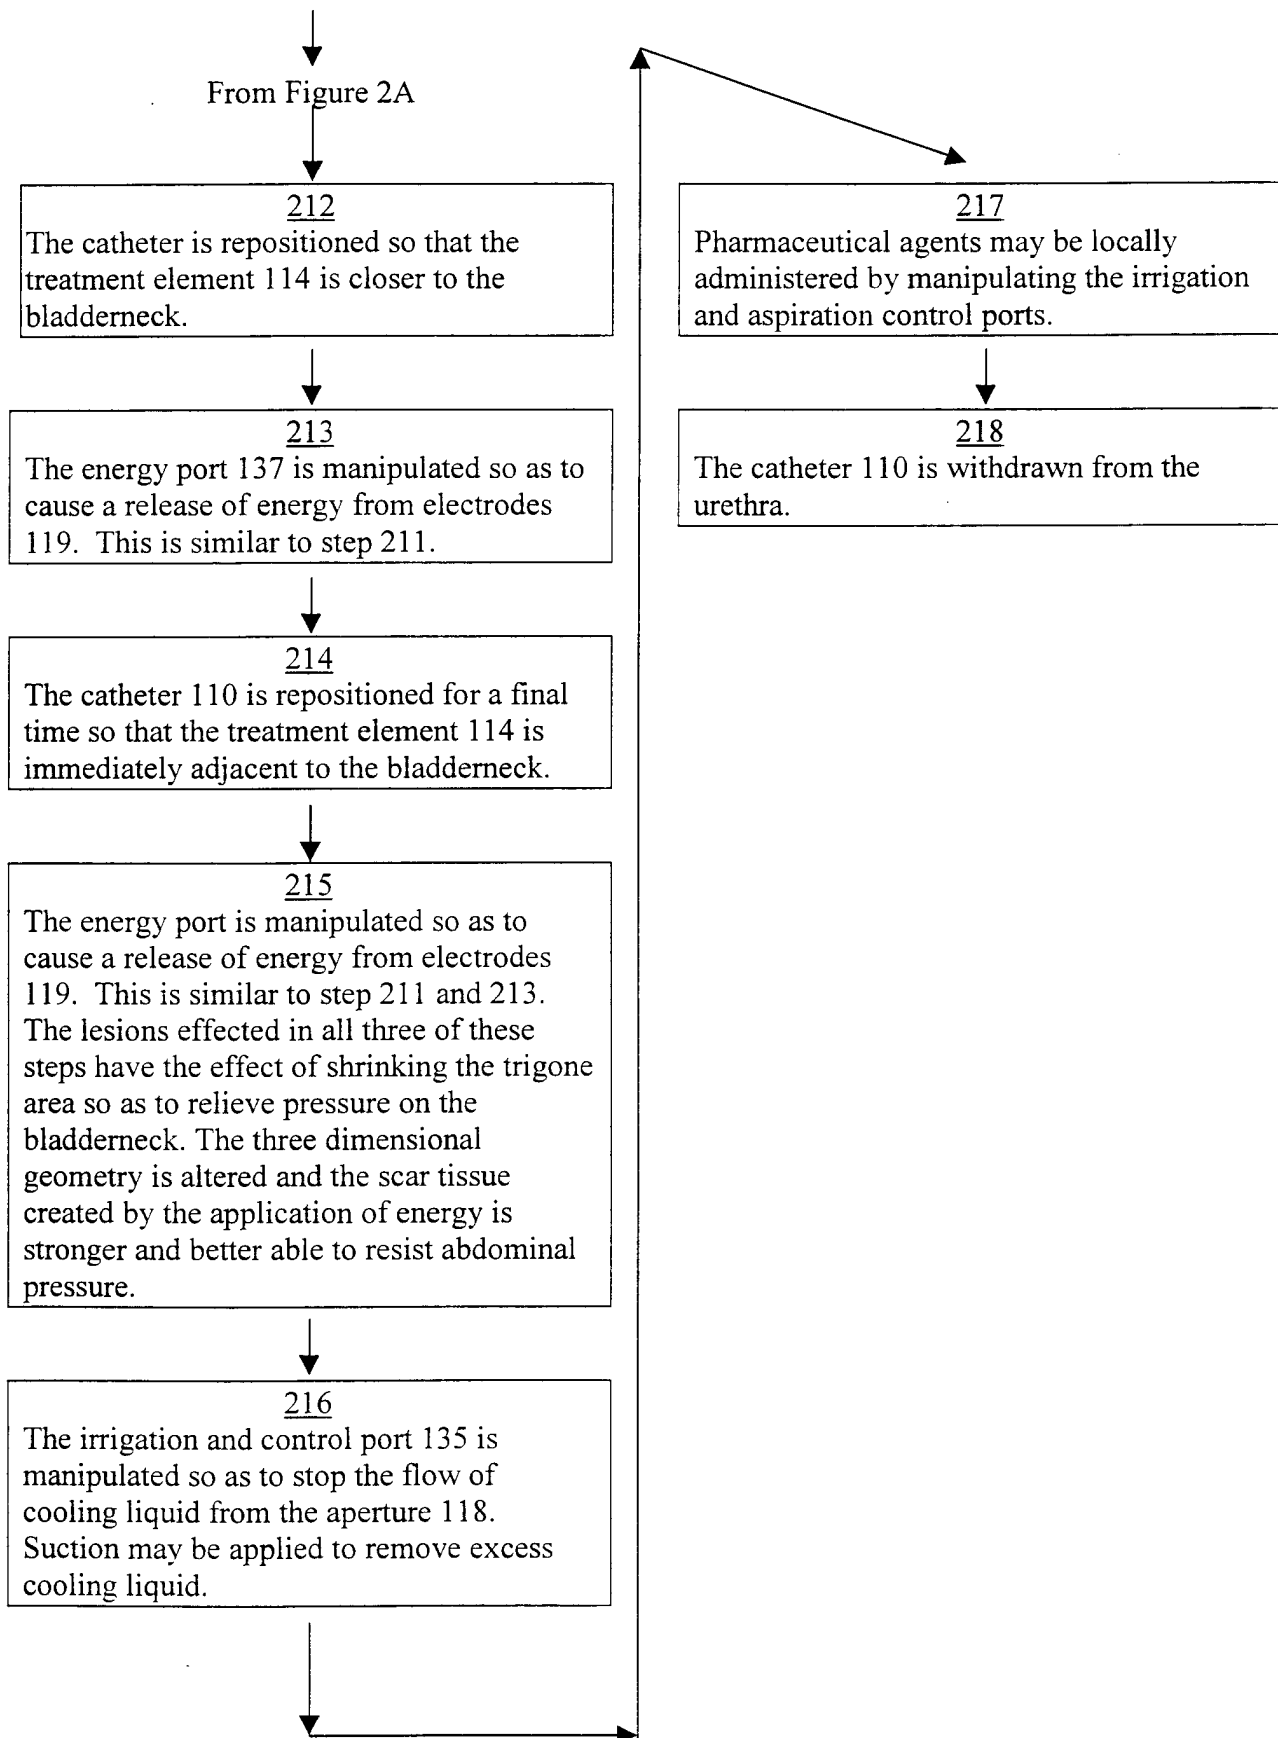 From Figure 2A
212
The catheter is repositioned so that the
treatment element 114 is closer to the
bladderneck.
213
The energy port 137 is manipulated so as to
cause a release of energy from electrodes
119. This is similar to step 211.
214
The catheter 110 is repositioned for a final
time so that the treatment element 114 is
immediately adjacent to the bladderneck.
215
The energy port is manipulated so as to
cause a release of energy from electrodes
119. This is similar to step 211 and 213.
The lesions effected in all three of these
steps have the effect of shrinking the trigone
area so as to relieve pressure on the
bladderneck. The three dimensional
geometry is altered and the scar tissue
created by the application of energy is
stronger and better able to resist abdominal
pressure.
216
The irrigation and control port 135 is
manipulated so as to stop the flow of
cooling liquid from the aperture 118.
Suction may be applied to remove excess
cooling liquid.
217
Pharmaceutical agents may be locally
administered by manipulating the irrigation
and aspiration control ports.
218
The catheter 110 is withdrawn from the
urethra.